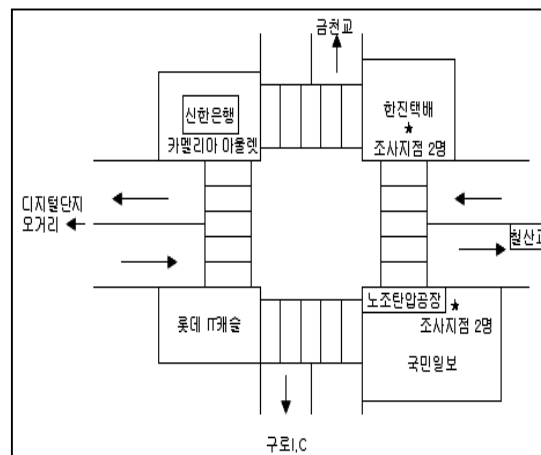 금천교
신한은행
카멜리아 아울렛
한진택배
★
조사지점 2명
디지털단지
오거리
철산교
노조탄압공장
★
조사지점 2명
롯데 IT캐슬
국민일보
구로I.C